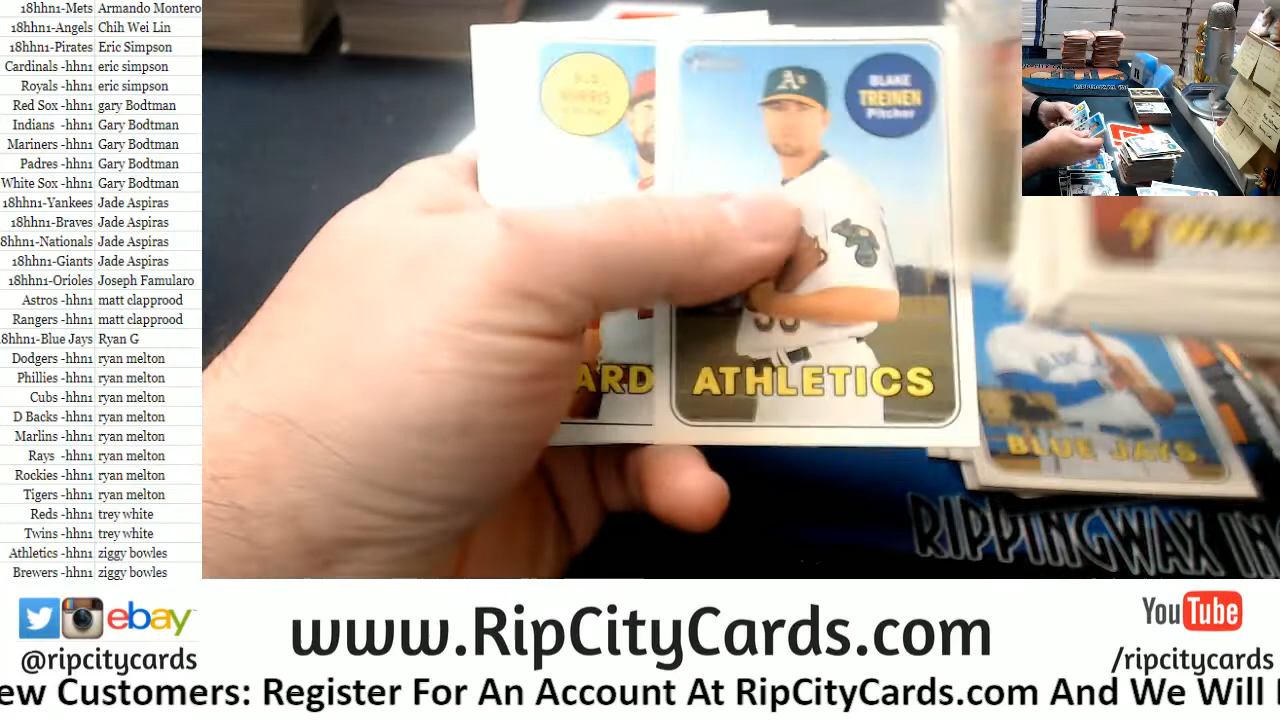 18hhn1-Mets Armando Montero
18hhn1-Angels Chih Wei Lin
18hhn1-Pirates Eric Simpson
Cardinals -hhn1 eric simpson
Royals -hhn1 eric simpson
Red Sox -hhn1 gary Bodtman
Indians -hhn1 Gary Bodtman
Mariners -hhn1 Gary Bodtman
Padres -hhn1 Gary Bodtman
White Sox -hhn1 Gary Bodtman
18hhn1-Yankees Jade Aspiras
18hhn1-Braves Jade Aspiras
8hhn1-Nationals Jade Aspiras
18hhn1-Giants Jade Aspiras
18hhn1-Orioles Joseph Famularo
Astros -hhn1 matt clapprood
Rangers -hhn1 matt clapprood
8hhn1-Blue Jays Ryan G
Dodgers -hhn1 ryan melton
Phillies -hhn1 ryan melton
Cubs -hhn1 ryan melton
D Backs -hhn1 ryan melton
Marlins -hhn1 ryan melton
Rays -hhn1 ryan melton
Rockies -hhn1 ryan melton
Tigers -hhn1 ryan melton
Reds -hhn1 trey white
Twins -hhn1 trey white
Athletics -hhn1 ziggy bowles
Brewers -hhn1 ziggy bowles
BUD
NORRIS
ARD
A's
BLAKE
TREINEN
Pitcher
ATHLETICS
BLUE JAYS
RIPPINGWAX IN
ebay
@ripcitycards
www.RipCityCards.com
YouTube
/ripcitycards
ew Customers: Register For An Account At RipCityCards.com And We Will